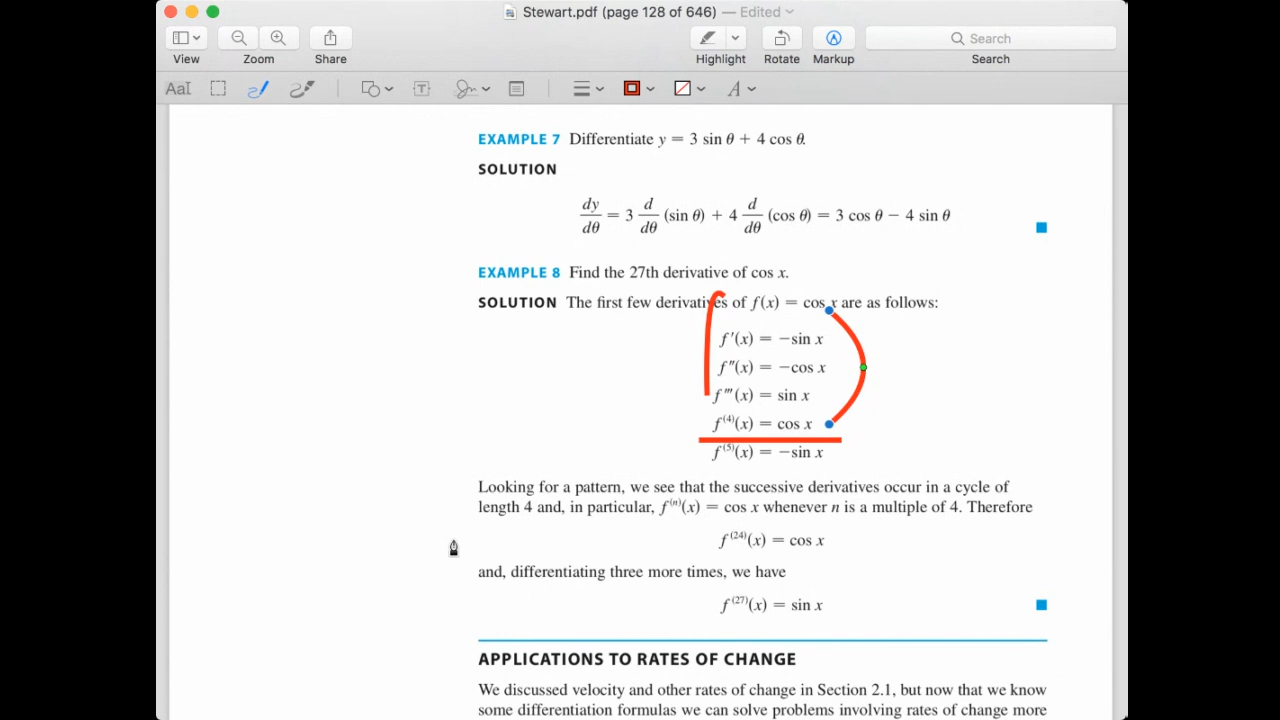 Stewart.pdf (page 128 of 646) — Edited
View
Zoom
Share
Highlight
Rotate
Markup
Search
Search
AaI
T
A
EXAMPLE 7 Differentiate y = 3 sin θ + 4 cos θ.
SOLUTION
dy/dθ = 3 d/dθ (sin θ) + 4 d/dθ (cos θ) = 3 cos θ − 4 sin θ
EXAMPLE 8 Find the 27th derivative of cos x.
SOLUTION The first few derivatives of f(x) = cos x are as follows:
f′(x) = −sin x
f″(x) = −cos x
f‴(x) = sin x
f⁽⁴⁾(x) = cos x
f⁽⁵⁾(x) = −sin x
Looking for a pattern, we see that the successive derivatives occur in a cycle of
length 4 and, in particular, f⁽ⁿ⁾(x) = cos x whenever n is a multiple of 4. Therefore
f⁽²⁴⁾(x) = cos x
and, differentiating three more times, we have
f⁽²⁷⁾(x) = sin x
APPLICATIONS TO RATES OF CHANGE
We discussed velocity and other rates of change in Section 2.1, but now that we know
some differentiation formulas we can solve problems involving rates of change more